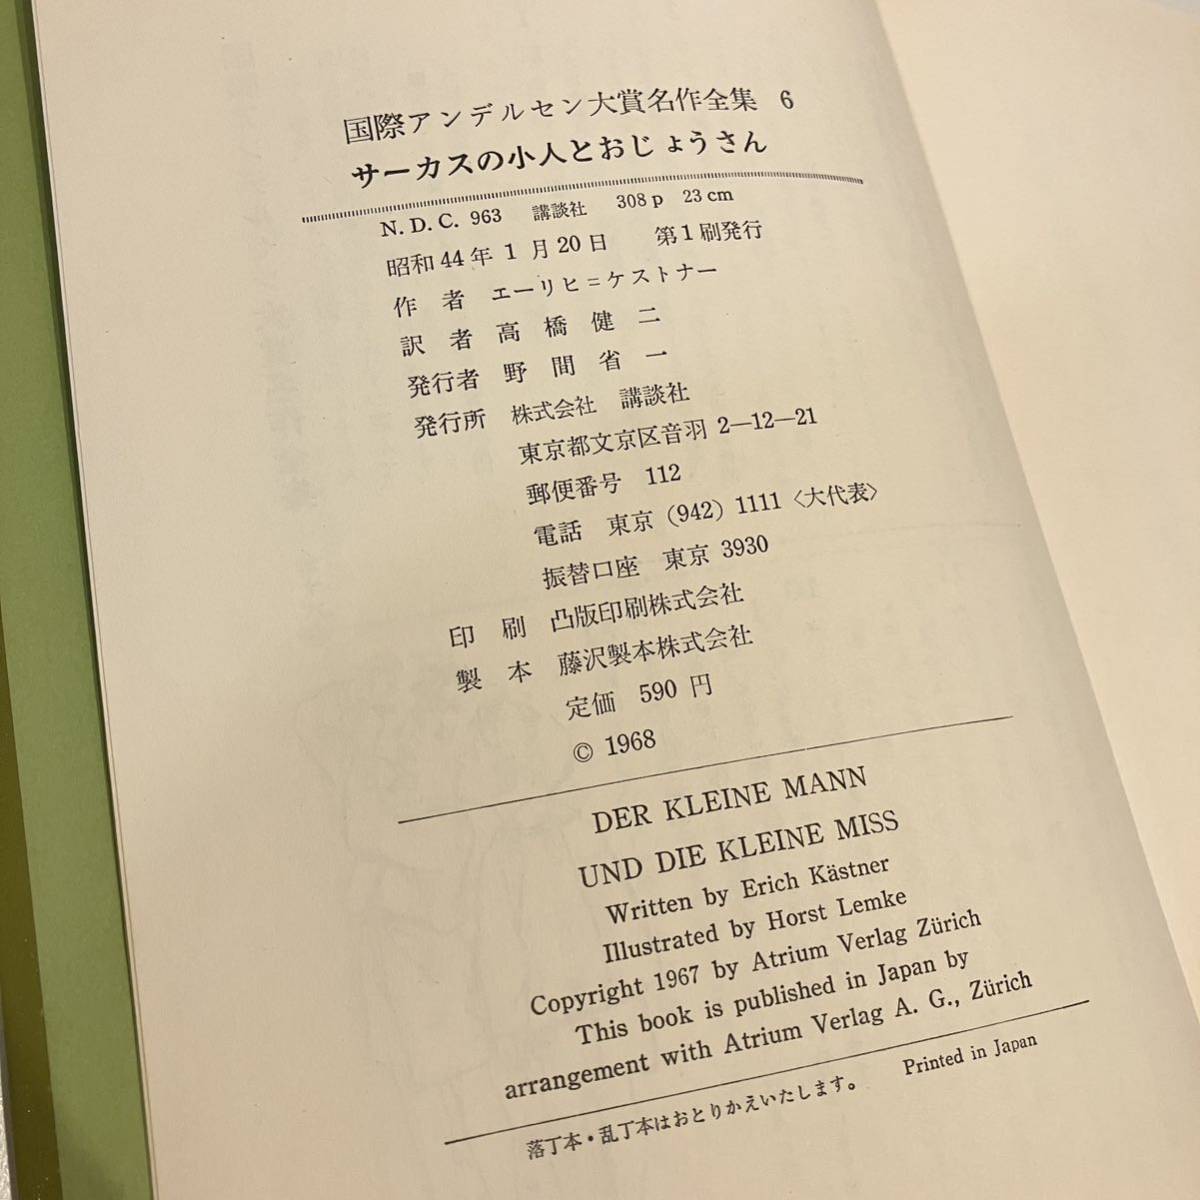 国際アンデルセン大賞名作全集 6
サーカスの小人とおじょうさん
N. D. C. 963 講談社 308 p 23 cm
昭和 44 年 1 月 20 日 第 1 刷発行
作 者 エーリヒ=ケストナー
訳 者 高 橋 健 二
発行者 野 間 省 一
発行所 株式会社 講談社
東京都文京区音羽 2—12—21
郵便番号 112
電話 東京 (942) 1111〈大代表〉
振替口座 東京 3930
印 刷 凸版印刷株式会社
製 本 藤沢製本株式会社
定価 590 円
© 1968
DER KLEINE MANN
UND DIE KLEINE MISS
Written by Erich Kästner
Illustrated by Horst Lemke
Copyright 1967 by Atrium Verlag Zürich
This book is published in Japan by
arrangement with Atrium Verlag A. G., Zürich
落丁本・乱丁本はおとりかえいたします。 Printed in Japan